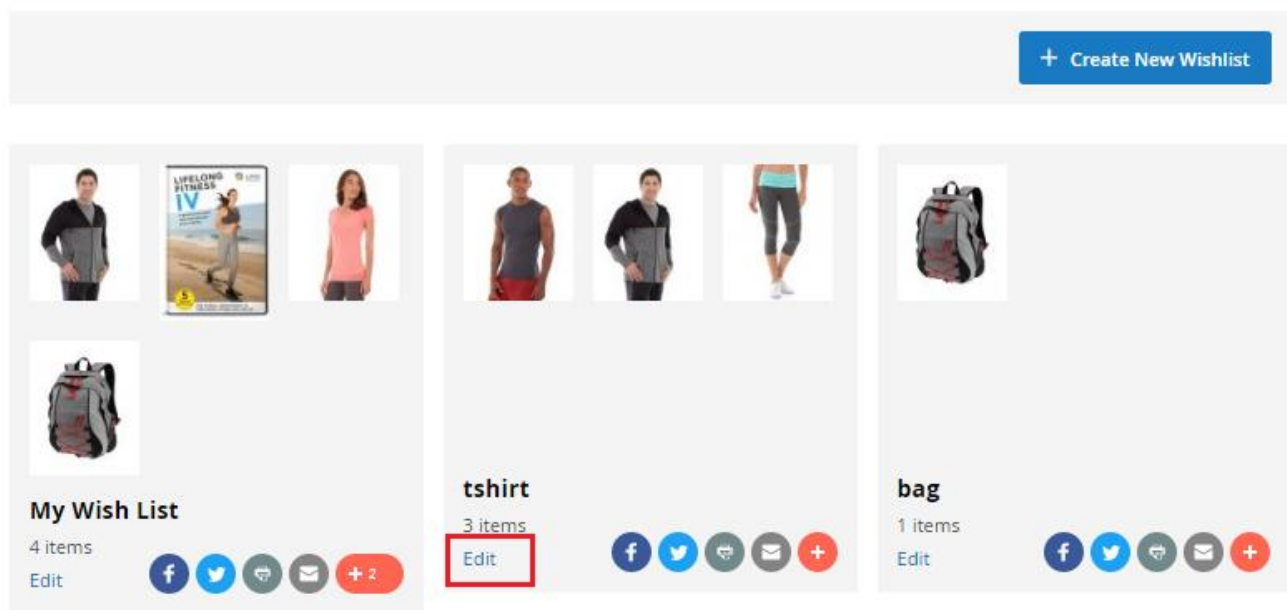 + Create New Wishlist
LIFELONG
FITNESS
IV
5
My Wish List
4 items
Edit
+ 2
tshirt
3 items
Edit
bag
1 items
Edit